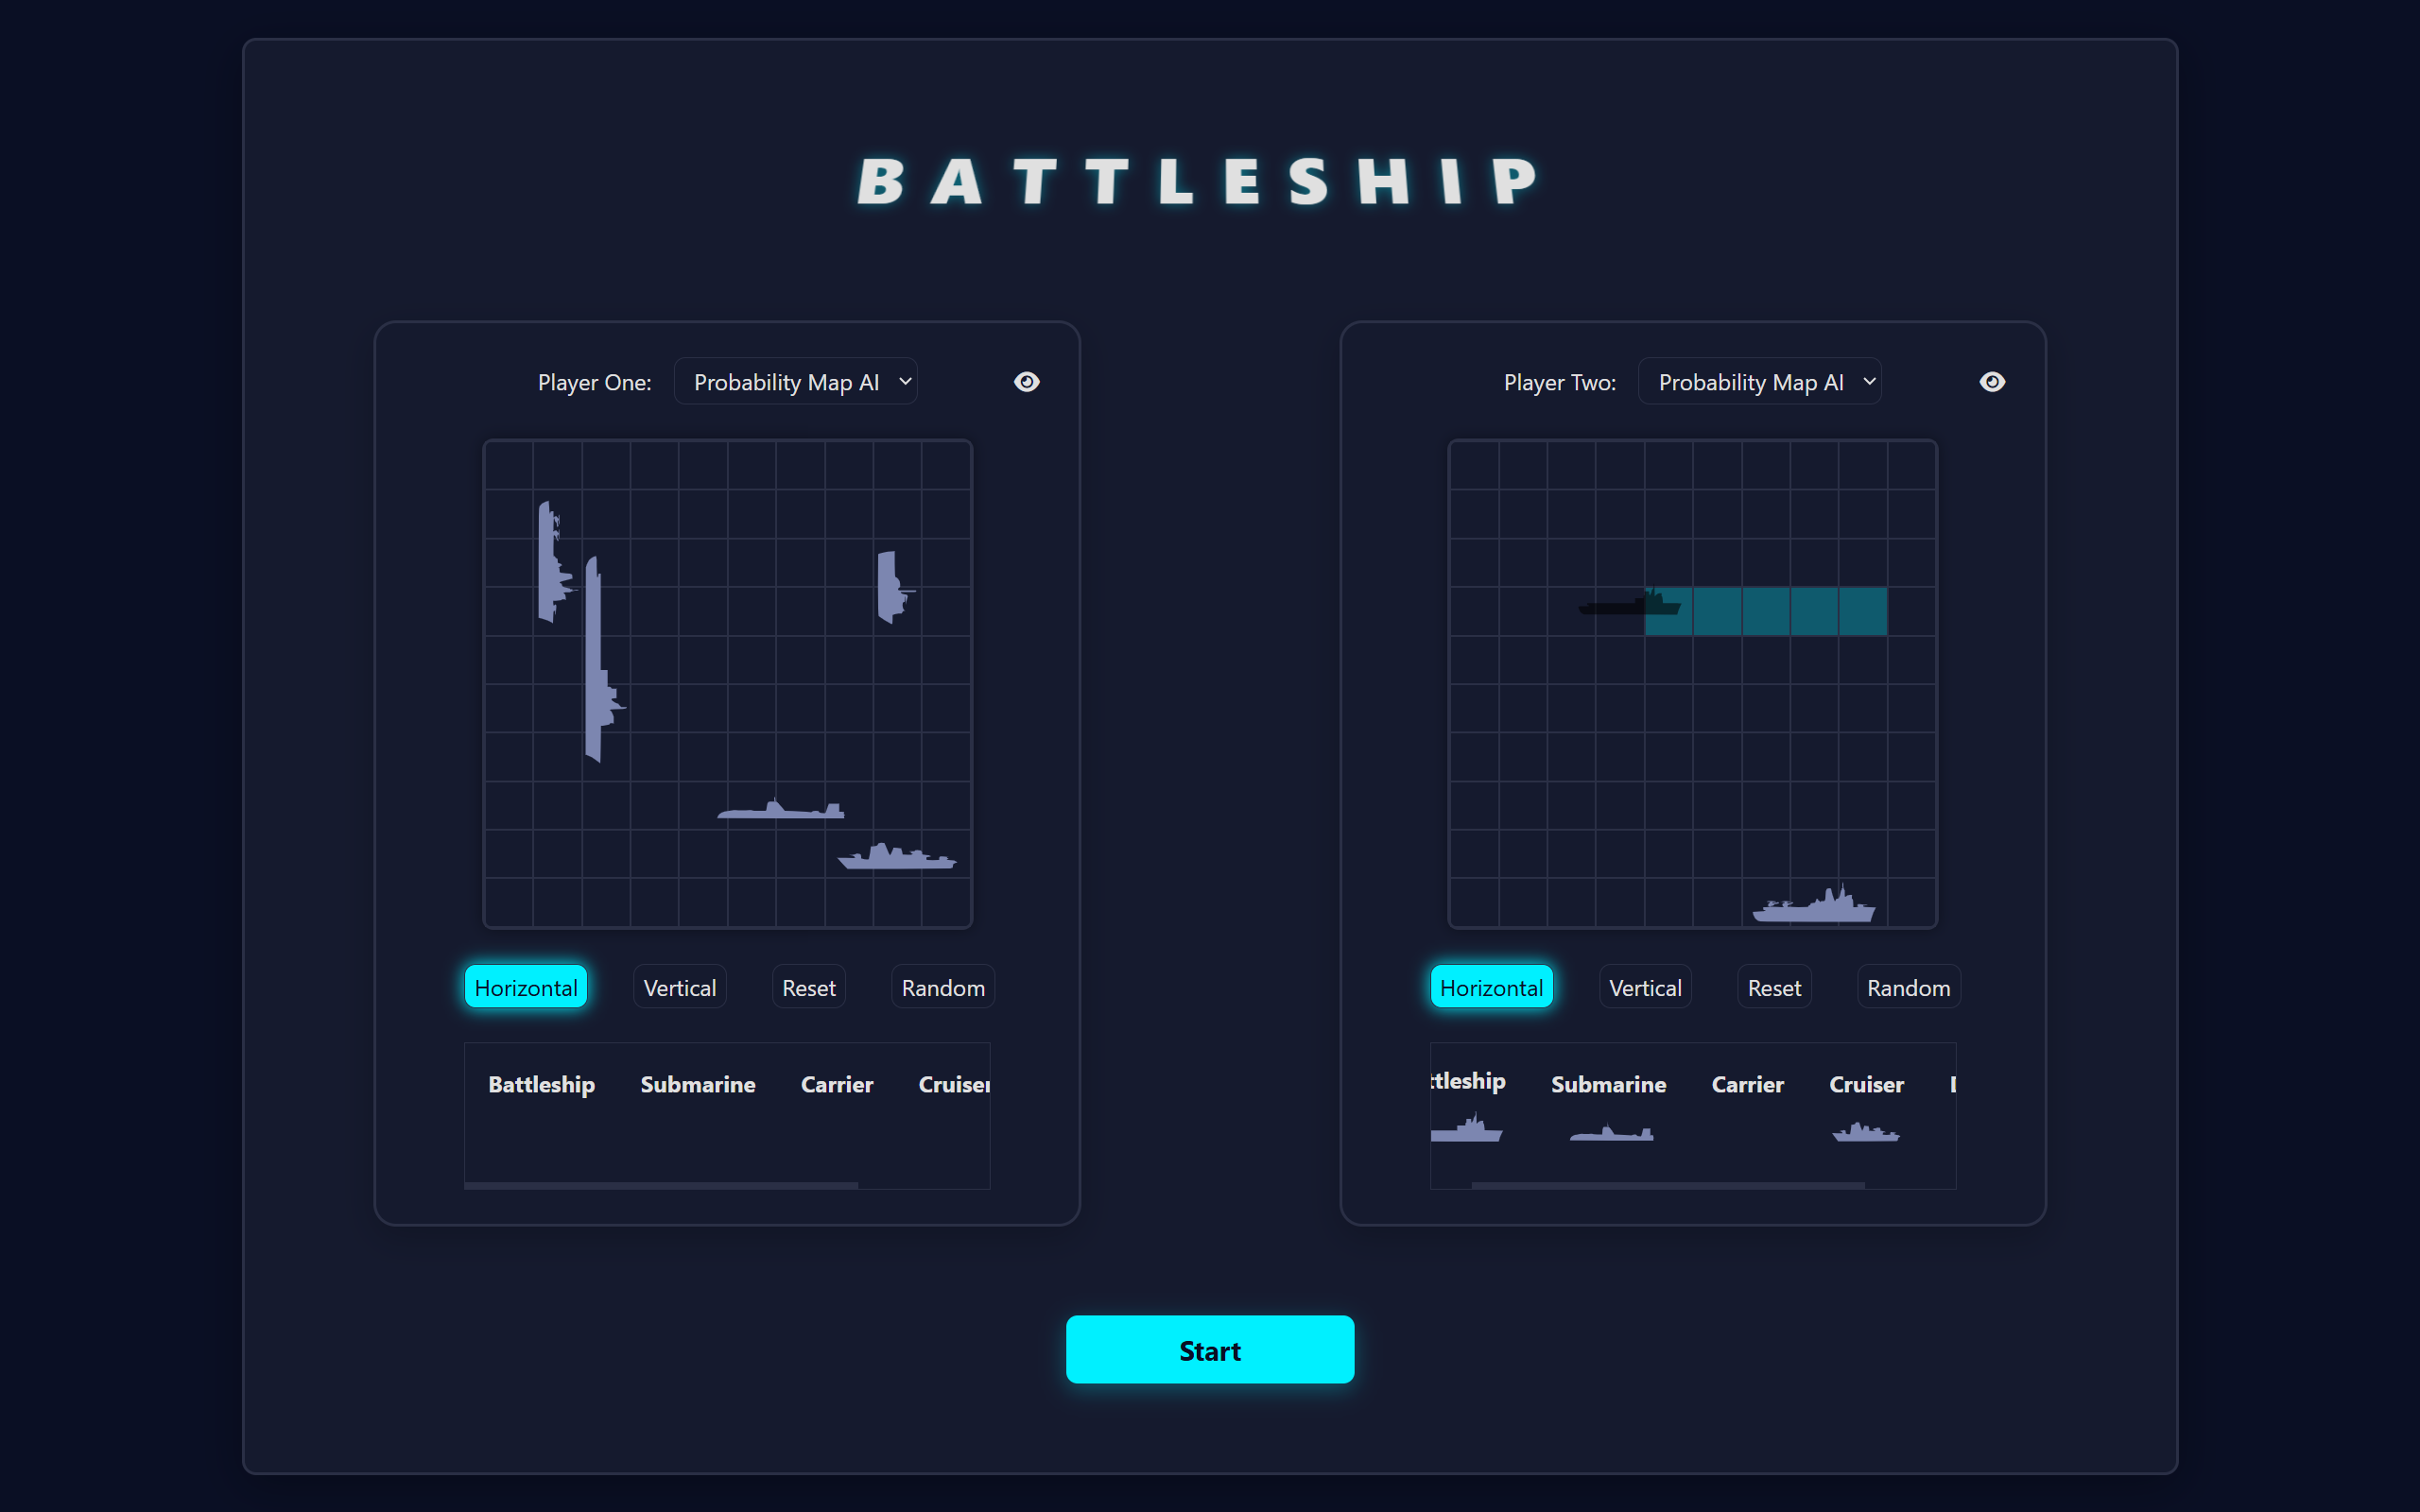 BATTLESHIP
Player One: Probability Map AI
Horizontal Vertical Reset Random
Battleship Submarine Carrier Cruiser
Player Two: Probability Map AI
Horizontal Vertical Reset Random
ttleship Submarine Carrier Cruiser
Start